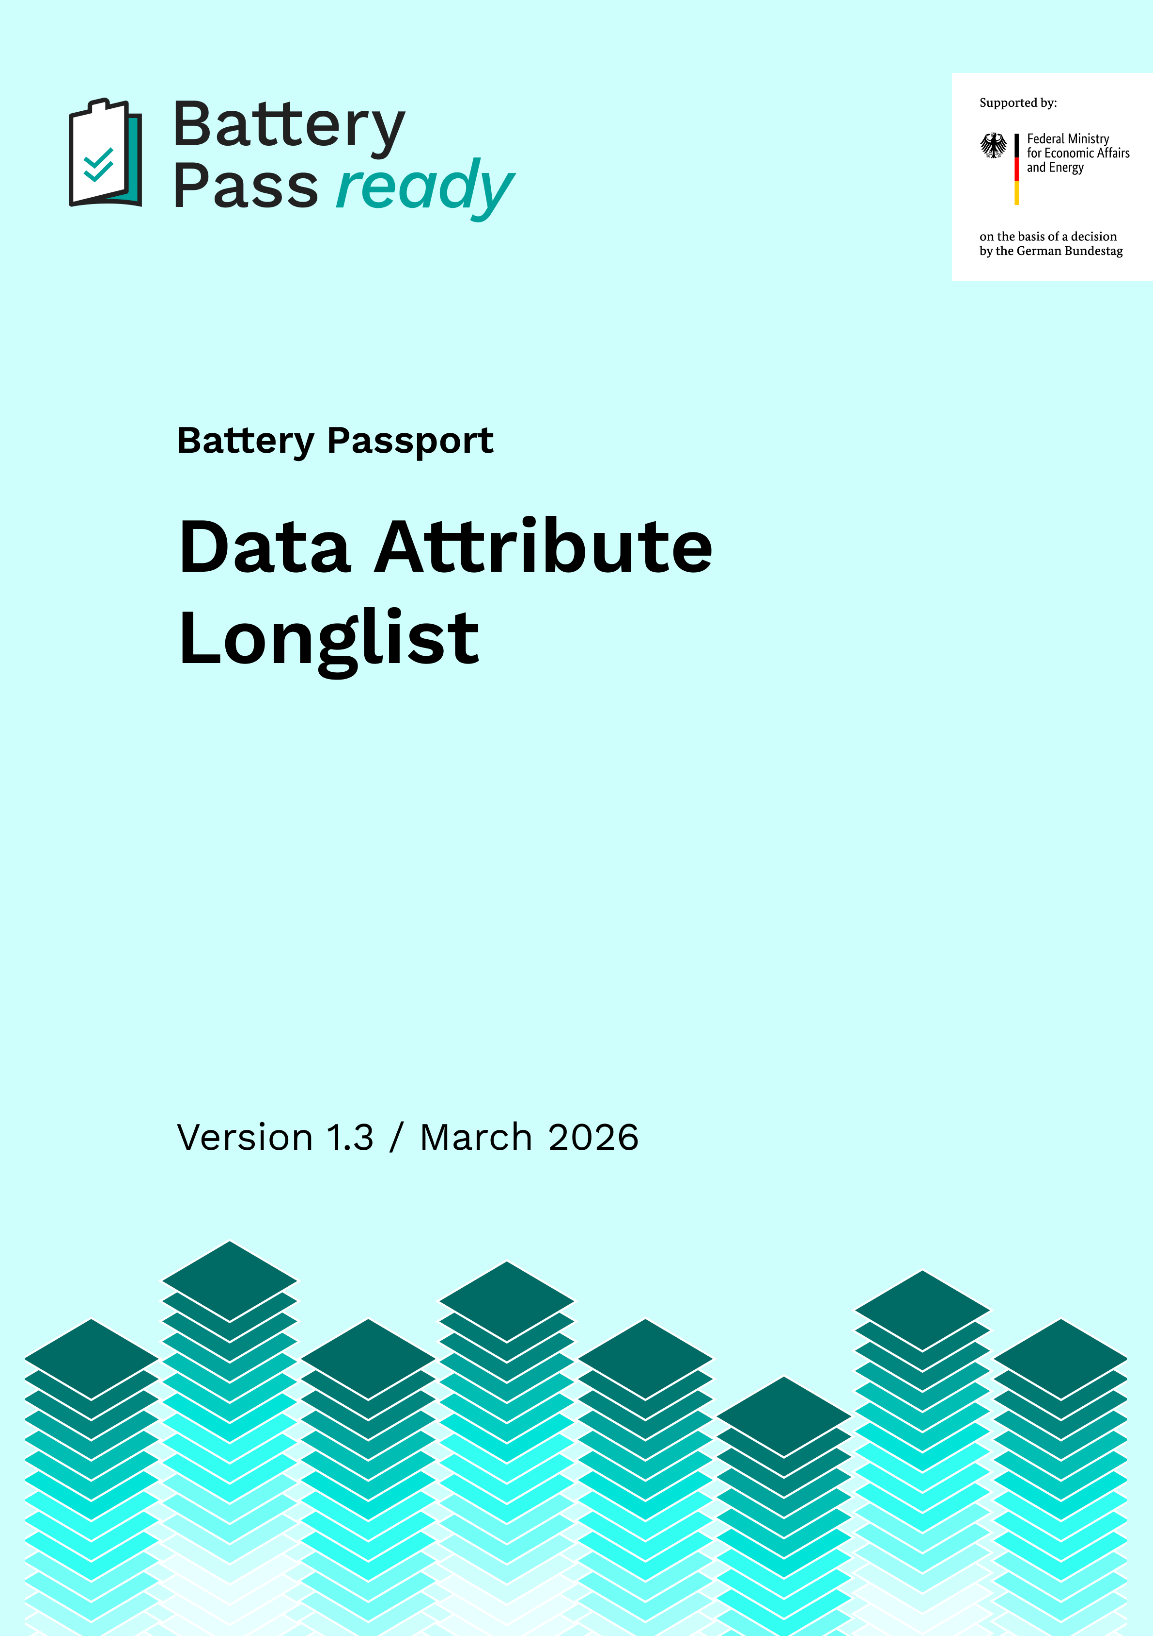 Battery
Pass ready
Supported by:
Federal Ministry
for Economic Affairs
and Energy
on the basis of a decision
by the German Bundestag
Battery Passport
Data Attribute
Longlist
Version 1.3 / March 2026